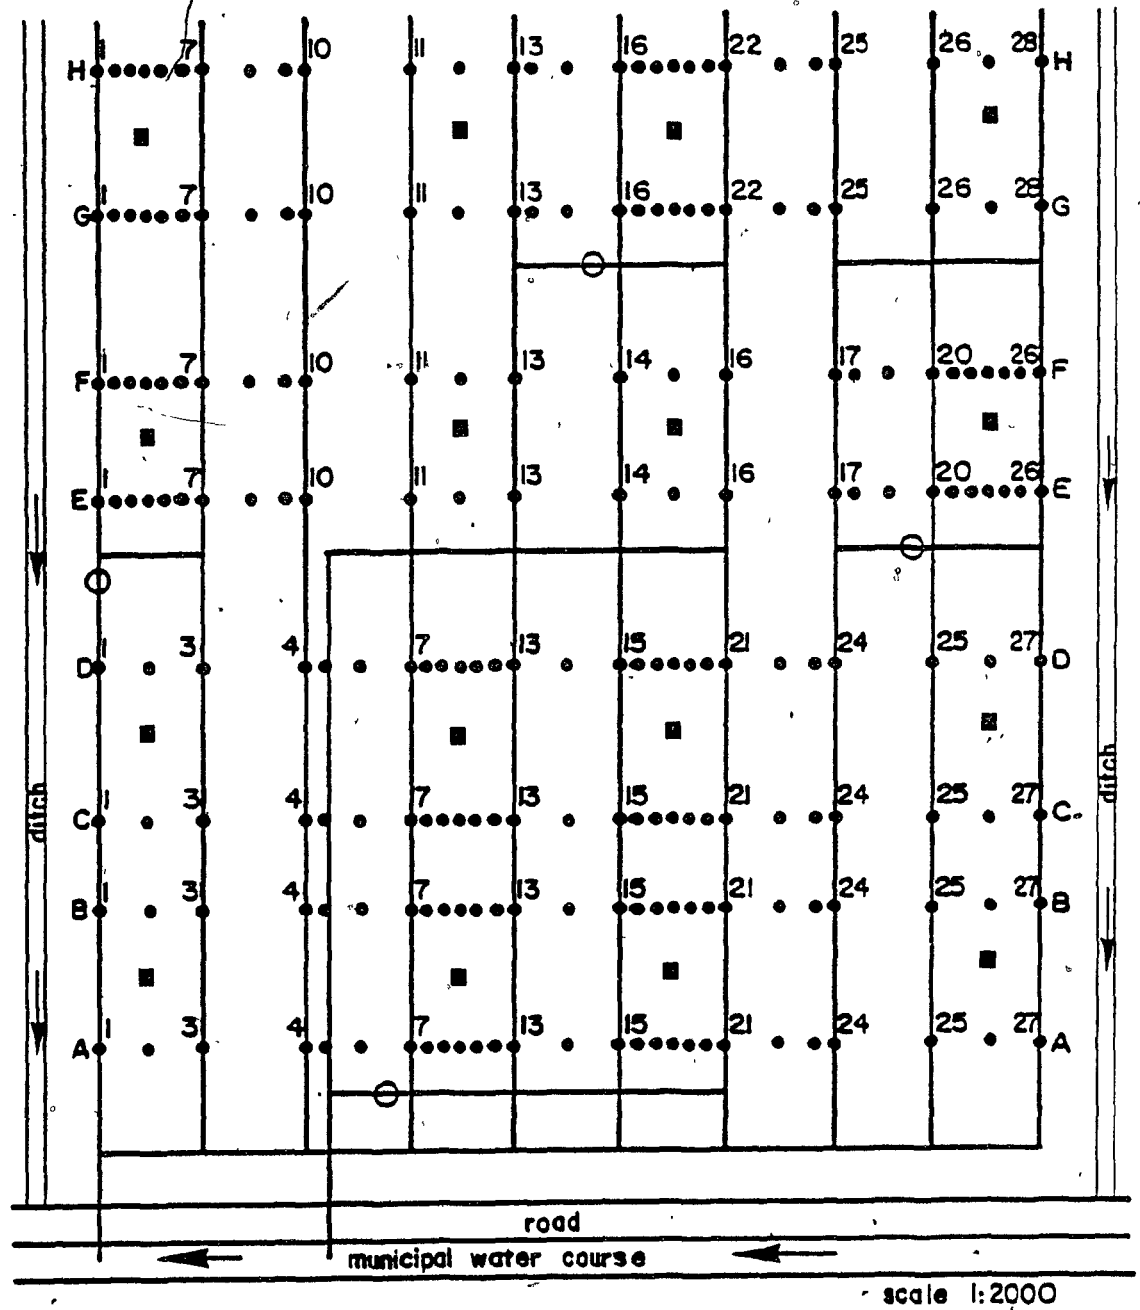 1 7 10 11 13 16 22 25 26 28
H H
1 7 10 11 13 16 22 25 26 28
G G
1 7 10 11 13 14 16 17 20 26
F F
1 7 10 11 13 14 16 17 20 26
E E
1 3 4 7 13 15 21 24 25 27
D D
ditch
ditch
1 3 4 7 13 15 21 24 25 27
C C
1 3 4 7 13 15 21 24 25 27
B B
1 3 4 7 13 15 21 24 25 27
A A
road
municipal water course
scale 1:2000